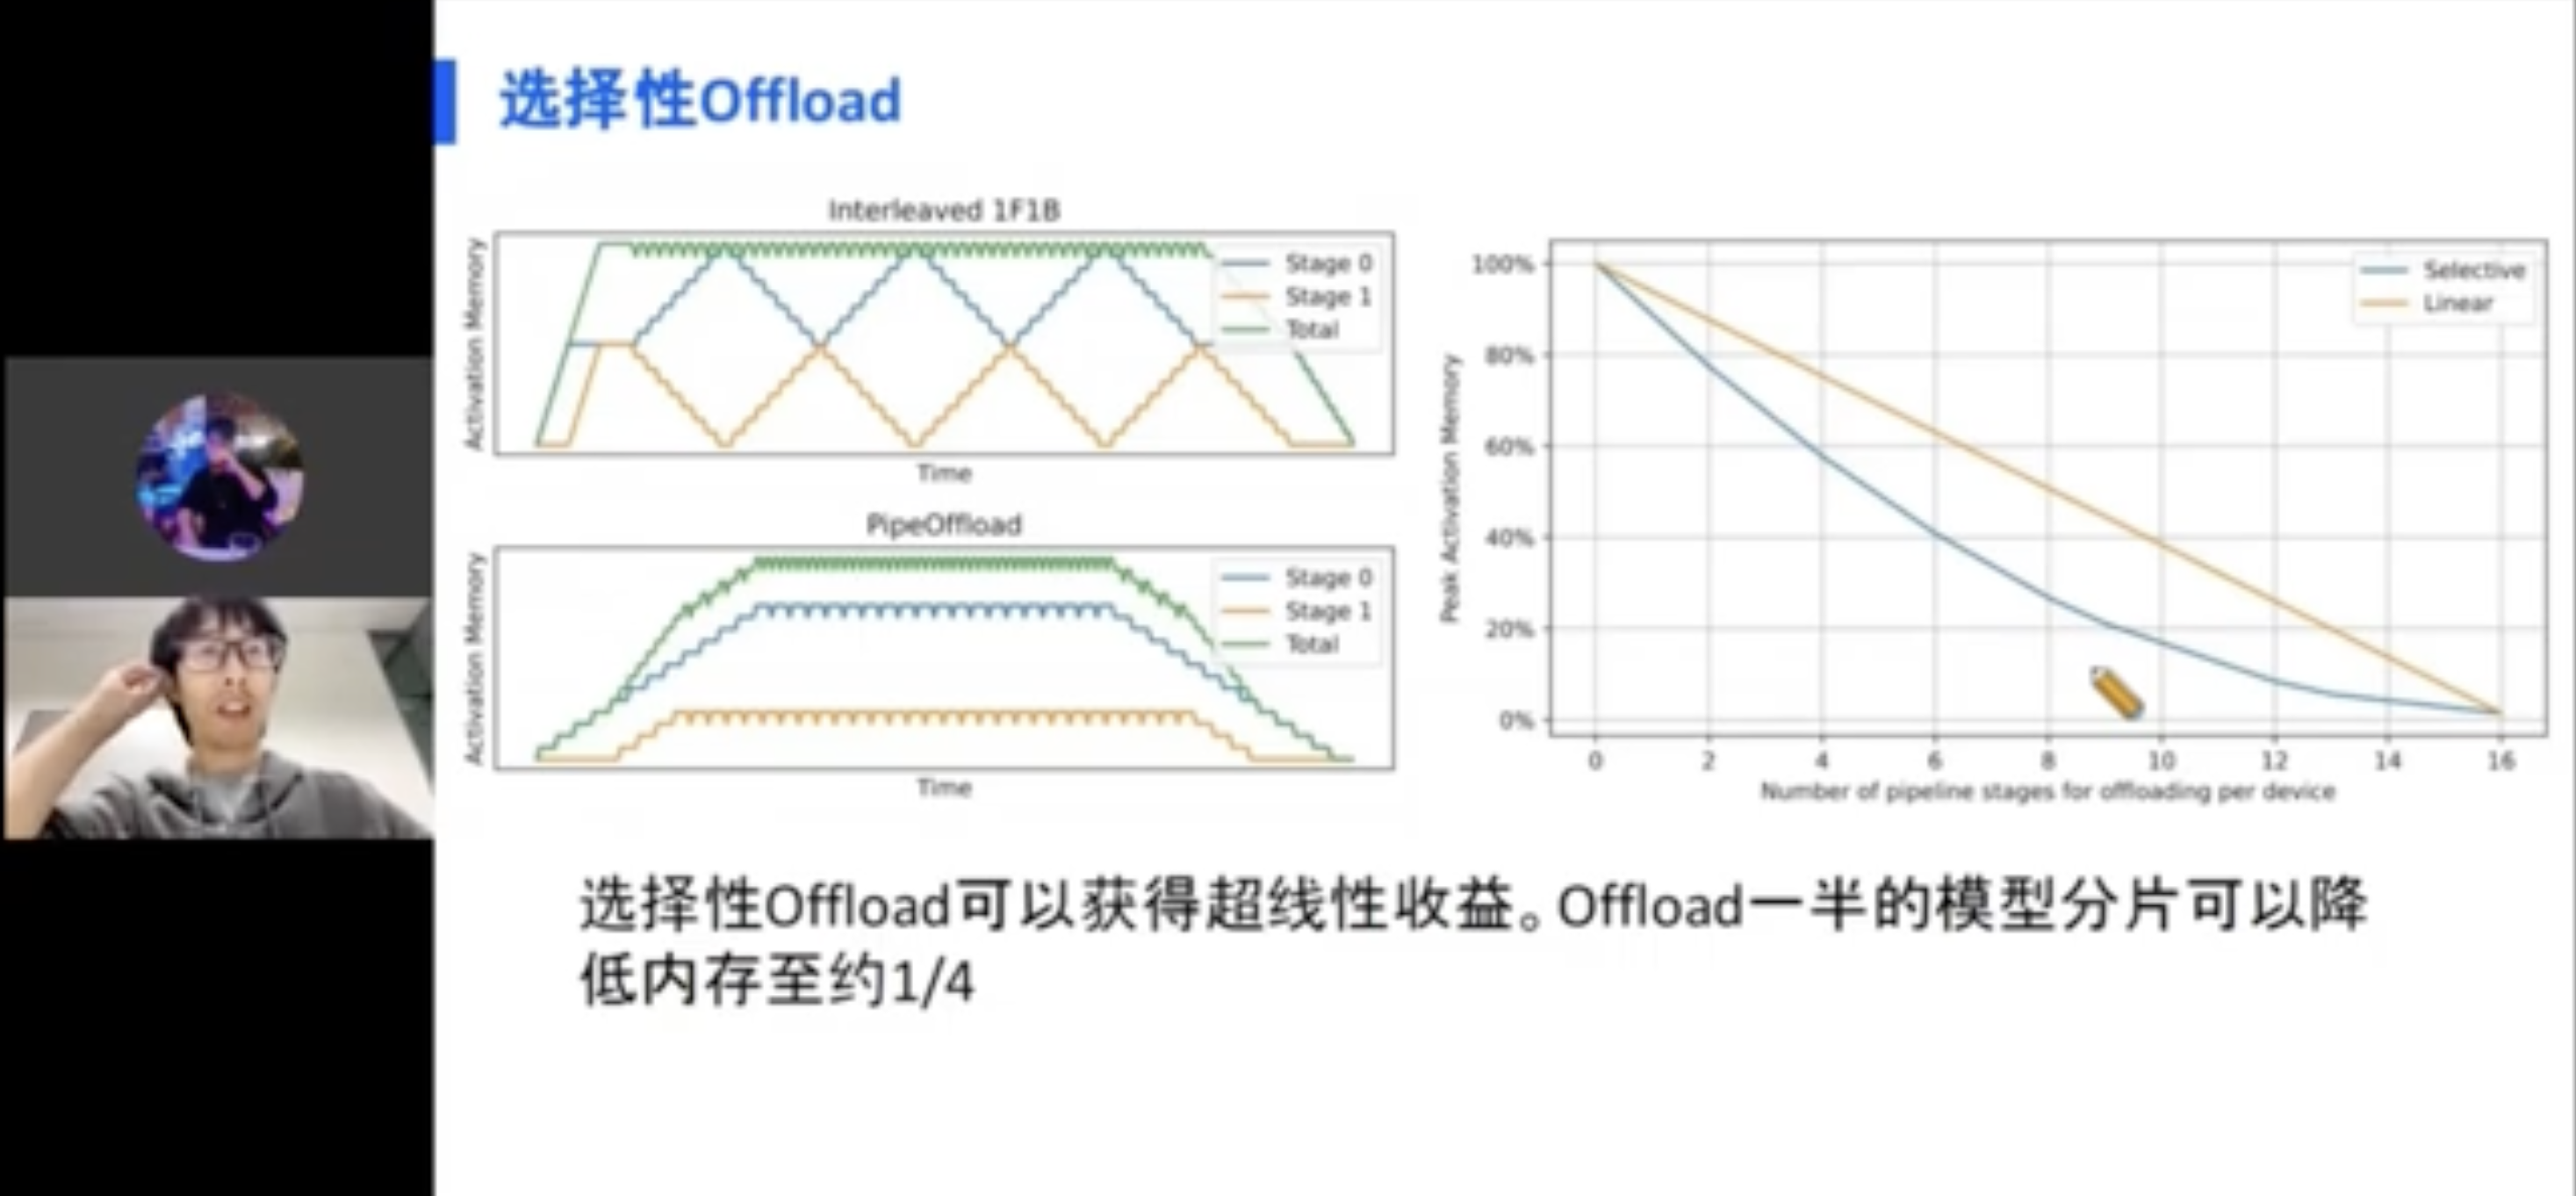 选择性Offload
Interleaved 1F1B
Activation Memory
Stage 0
Stage 1
Total
Time
PipeOffload
Activation Memory
Stage 0
Stage 1
Total
Time
Peak Activation Memory
100%
80%
60%
40%
20%
0%
Selective
Linear
0 2 4 6 8 10 12 14 16
Number of pipeline stages for offloading per device
选择性Offload可以获得超线性收益。Offload一半的模型分片可以降
低内存至约1/4